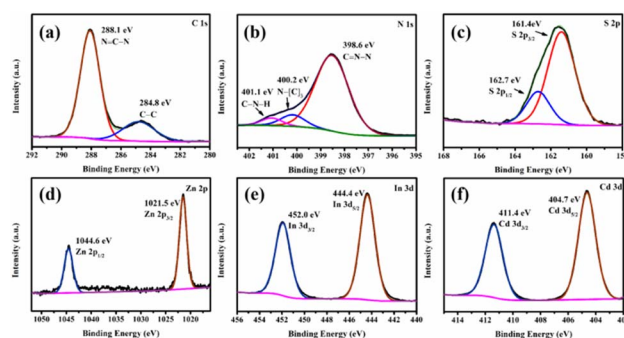 C 1s
(a)
288.1 eV
N=C−N
284.8 eV
C−C
Intensity (a.u.)
292 290 288 286 284 282 280
Binding Energy (eV)
N 1s
(b)
398.6 eV
C=N−N
400.2 eV
N−[C]3
401.1 eV
C−N−H
Intensity (a.u.)
402 401 400 399 398 397 396 395
Binding Energy (eV)
S 2p
(c)
161.4eV
S 2p3/2
162.7 eV
S 2p1/2
Intensity (a.u.)
168 166 164 162 160 15
Binding Energy (eV)
(d)
Zn 2p
1021.5 eV
Zn 2p3/2
1044.6 eV
Zn 2p1/2
Intensity (a.u.)
1050 1040 1030 1020
Binding Energy (eV)
(e)
In 3d
444.4 eV
In 3d5/2
452.0 eV
In 3d3/2
Intensity (a.u.)
456 454 452 450 448 446 444 442 440
Binding Energy (eV)
(f)
Cd 3d
404.7 eV
Cd 3d5/2
411.4 eV
Cd 3d3/2
Intensity (a.u.)
414 412 410 408 406 404 402 40
Binding Energy (eV)